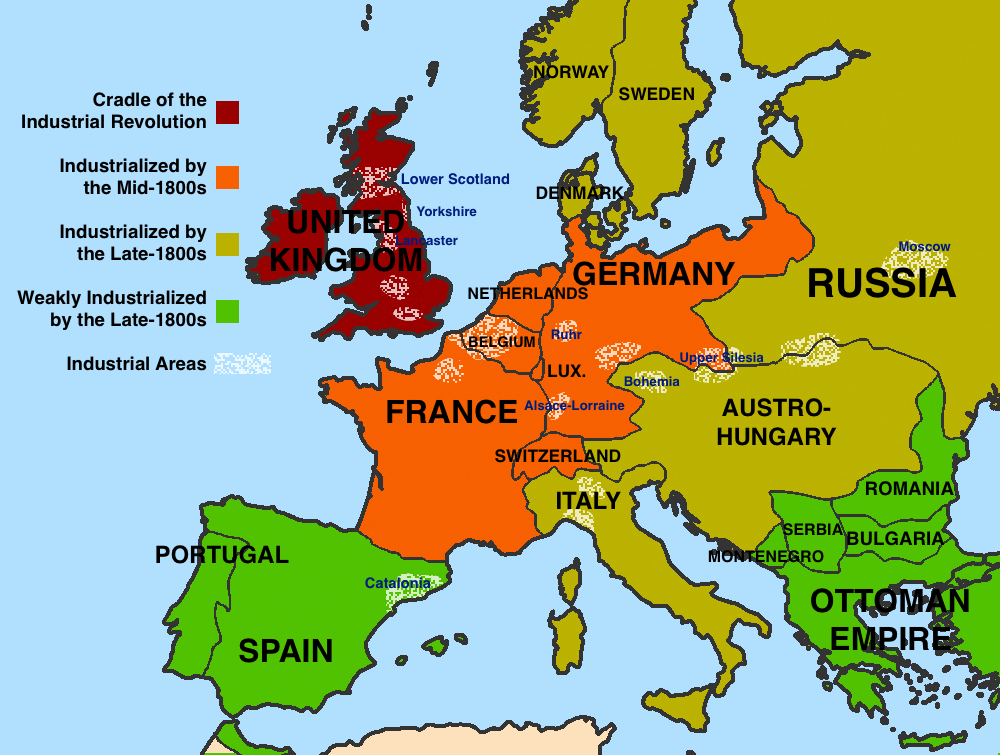 Cradle of the
Industrial Revolution
Industrialized by
the Mid-1800s
Industrialized by
the Late-1800s
Weakly Industrialized
by the Late-1800s
Industrial Areas
NORWAY
SWEDEN
DENMARK
Lower Scotland
Yorkshire
Lancaster
UNITED
KINGDOM
NETHERLANDS
GERMANY
Moscow
RUSSIA
BELGIUM
Ruhr
LUX.
Upper Silesia
Bohemia
FRANCE
Alsace-Lorraine
AUSTRO-
HUNGARY
SWITZERLAND
ITALY
ROMANIA
SERBIA
BULGARIA
MONTENEGRO
PORTUGAL
Catalonia
SPAIN
OTTOMAN
EMPIRE